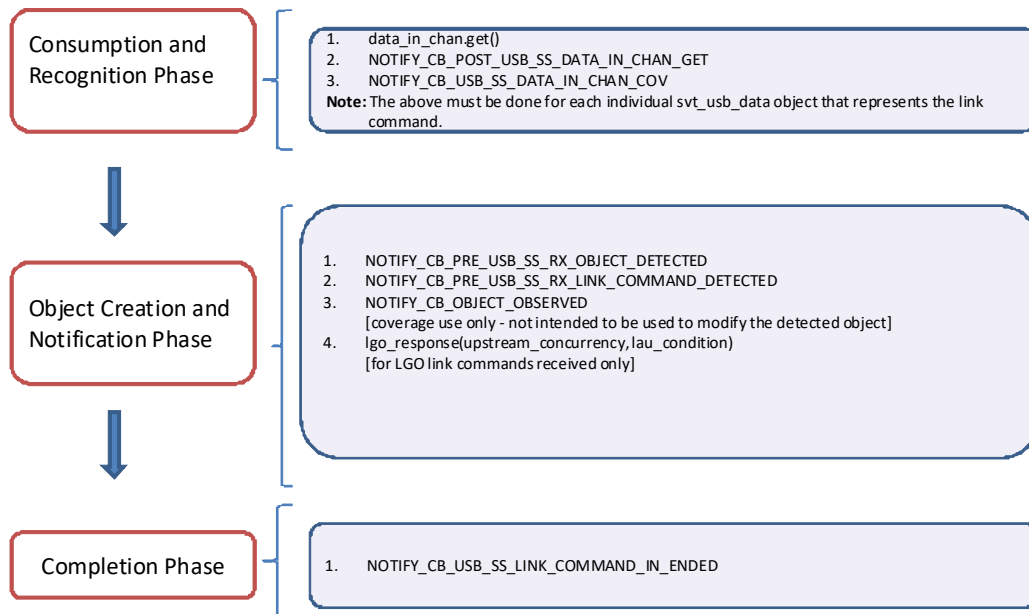 Consumption and
Recognition Phase
1. data_in_chan.get()
2. NOTIFY_CB_POST_USB_SS_DATA_IN_CHAN_GET
3. NOTIFY_CB_USB_SS_DATA_IN_CHAN_COV
Note: The above must be done for each individual svt_usb_data object that represents the link
command.
Object Creation and
Notification Phase
1. NOTIFY_CB_PRE_USB_SS_RX_OBJECT_DETECTED
2. NOTIFY_CB_PRE_USB_SS_RX_LINK_COMMAND_DETECTED
3. NOTIFY_CB_OBJECT_OBSERVED
[coverage use only - not intended to be used to modify the detected object]
4. lgo_response(upstream_concurrency, lau_condition)
[for LGO link commands received only]
Completion Phase
1. NOTIFY_CB_USB_SS_LINK_COMMAND_IN_ENDED